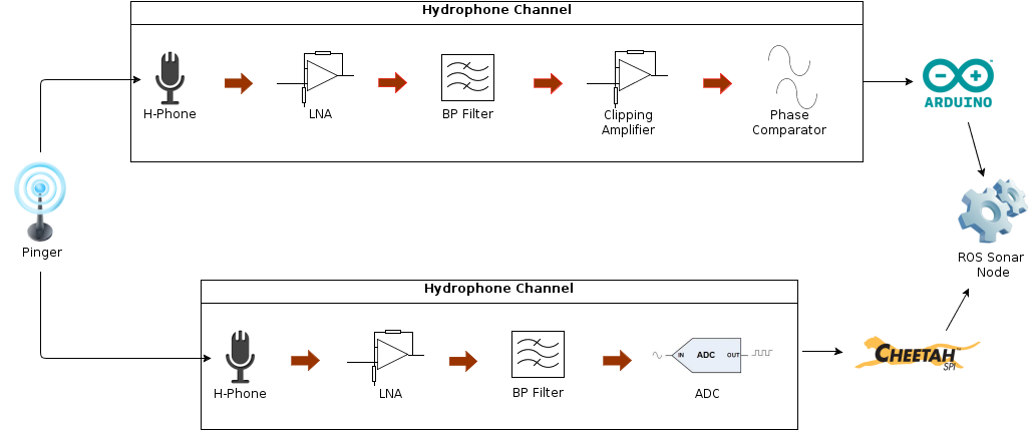 Hydrophone Channel
H-Phone
LNA
BP Filter
Clipping
Amplifier
Phase
Comparator
ARDUINO
Pinger
ROS Sonar
Node
Hydrophone Channel
H-Phone
LNA
BP Filter
IN ADC OUT
ADC
CHEETAH
SPI